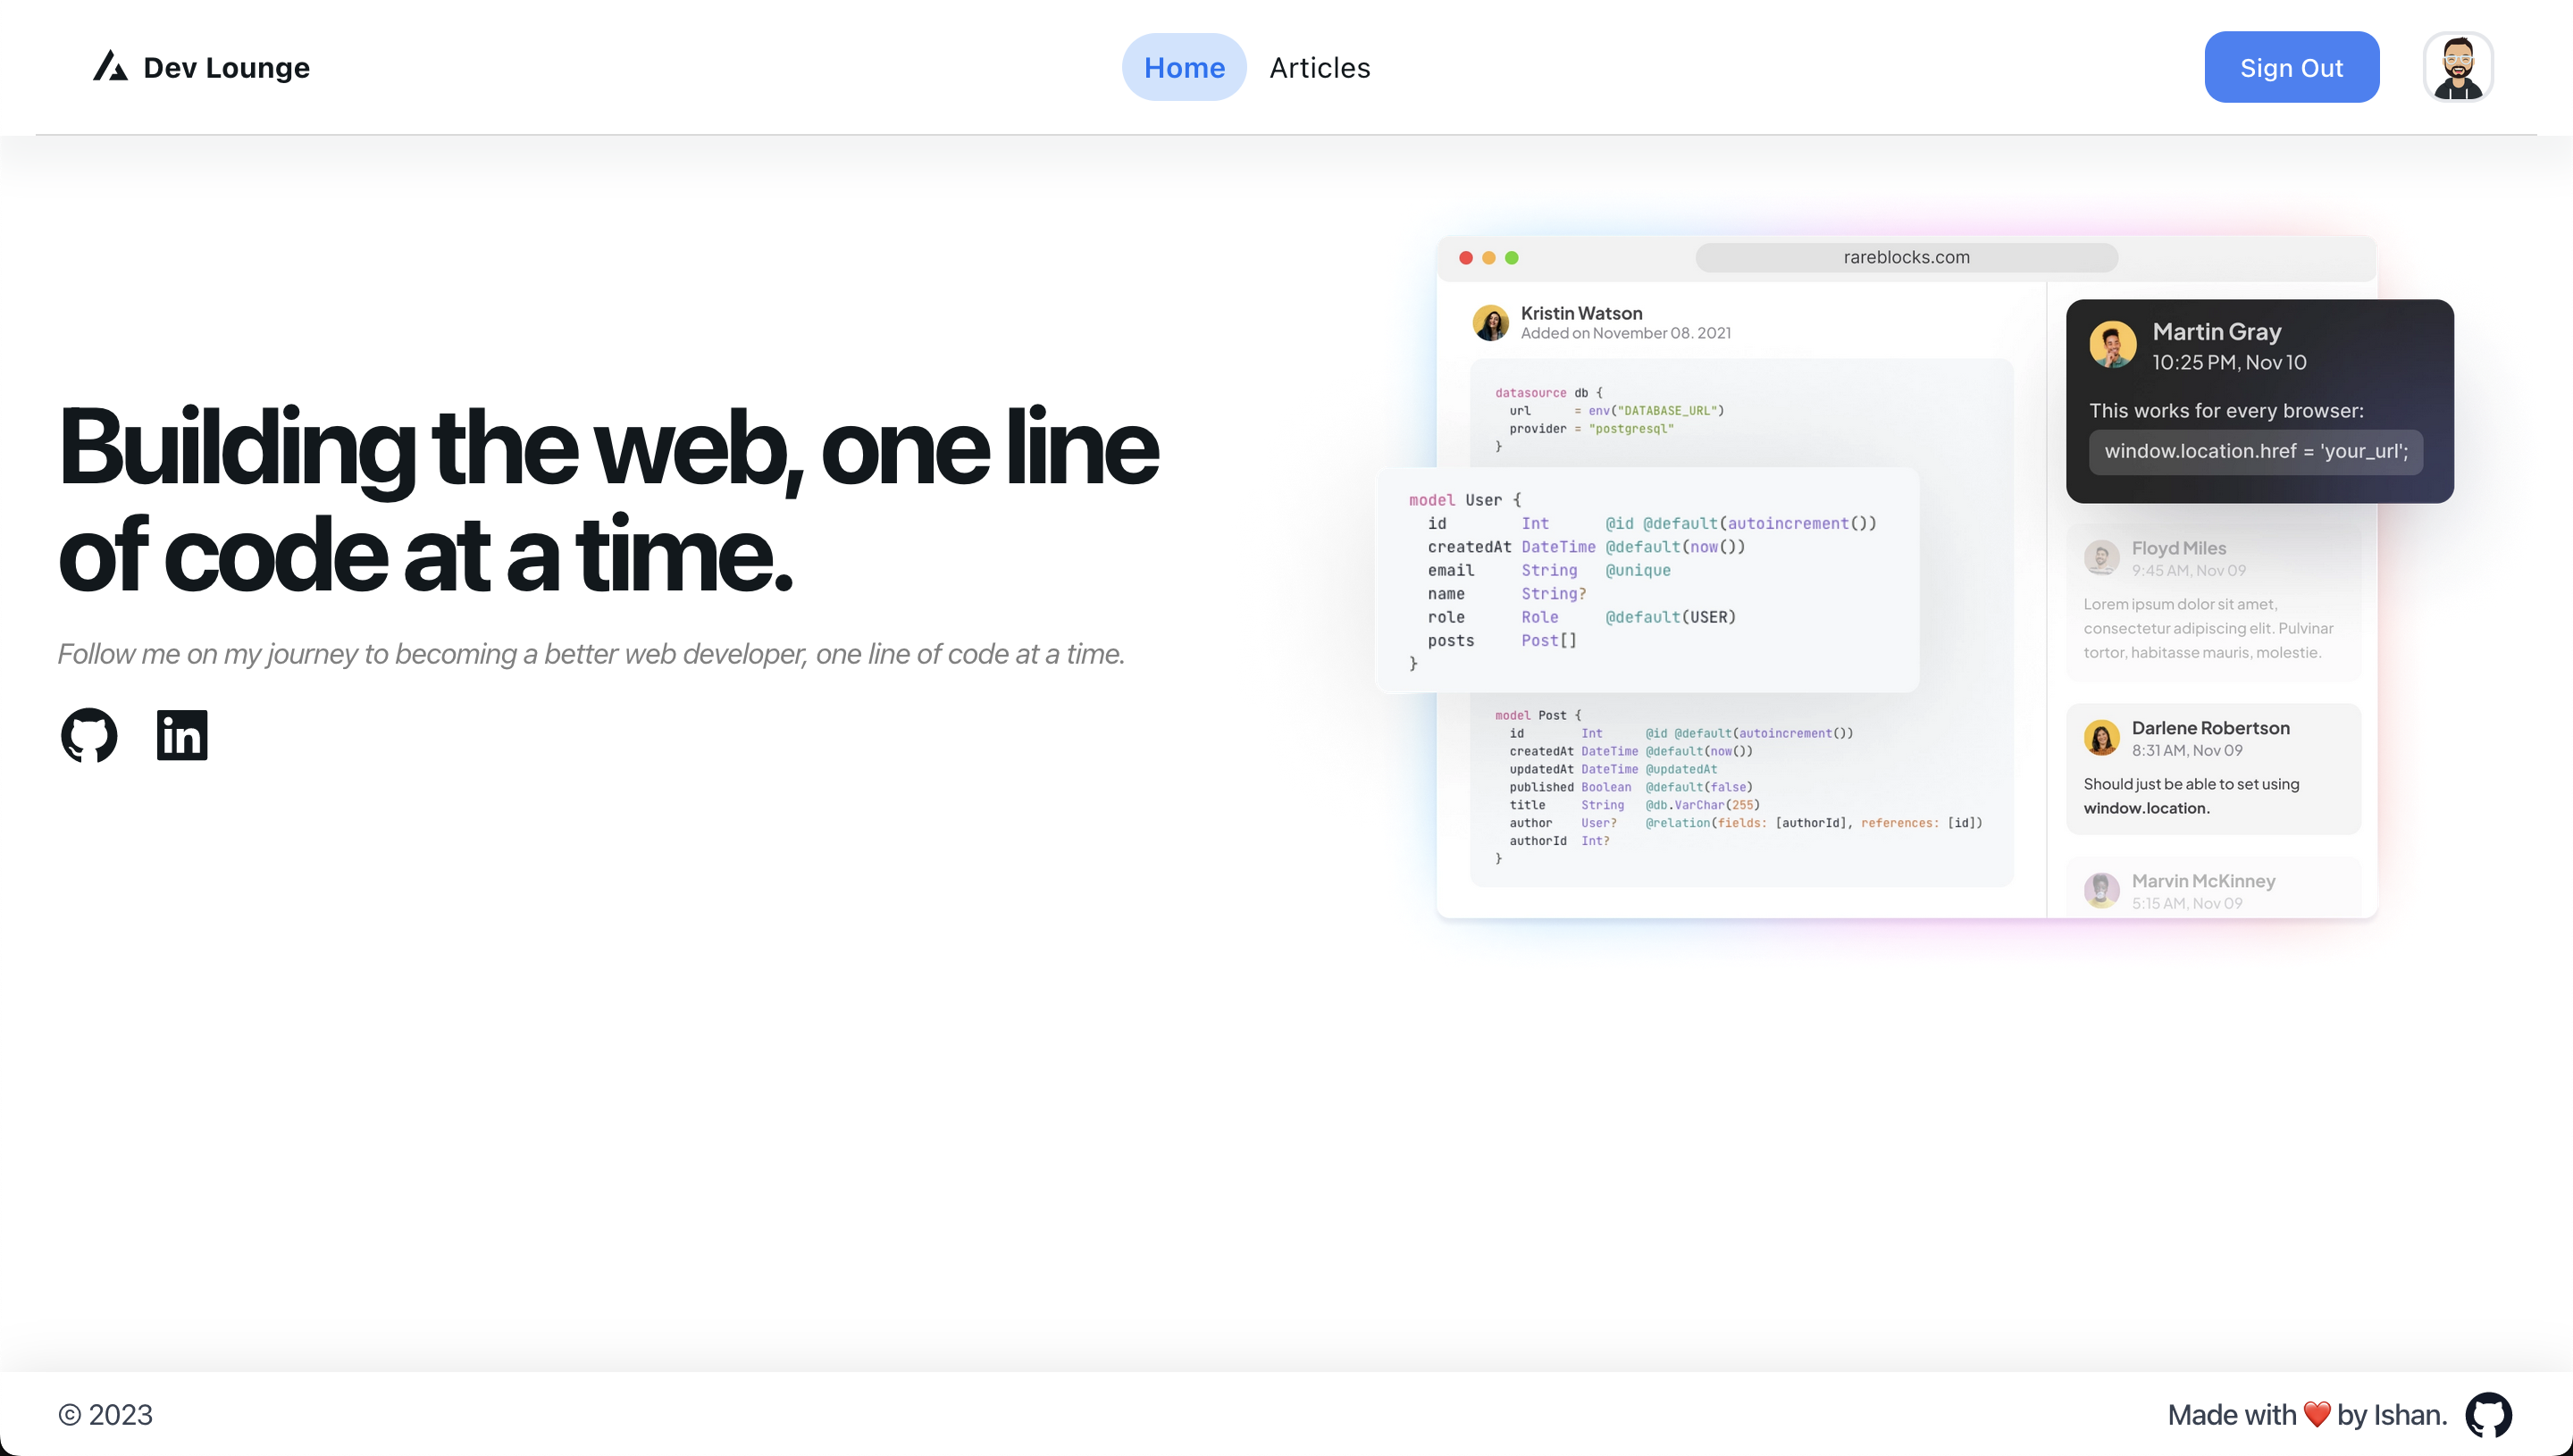 Dev Lounge
Home
Articles
Sign Out
Building the web, one line
of code at a time.
Follow me on my journey to becoming a better web developer, one line of code at a time.
in
rareblocks.com
Kristin Watson
Added on November 08. 2021
datasource db {
  url      = env("DATABASE_URL")
  provider = "postgresql"
}
model User {
  id        Int      @id @default(autoincrement())
  createdAt DateTime @default(now())
  email     String   @unique
  name      String?
  role      Role     @default(USER)
  posts     Post[]
}
model Post {
  id        Int      @id @default(autoincrement())
  createdAt DateTime @default(now())
  updatedAt DateTime @updatedAt
  published Boolean  @default(false)
  title     String   @db.VarChar(255)
  author    User?    @relation(fields: [authorId], references: [id])
  authorId  Int?
}
Martin Gray
10:25 PM, Nov 10
This works for every browser:
window.location.href = 'your_url';
Floyd Miles
9:45 AM, Nov 09
Lorem ipsum dolor sit amet,
consectetur adipiscing elit. Pulvinar
tortor, habitasse mauris, molestie.
Darlene Robertson
8:31 AM, Nov 09
Should just be able to set using
window.location.
Marvin McKinney
5:15 AM, Nov 09
© 2023
Made with ❤️ by Ishan.